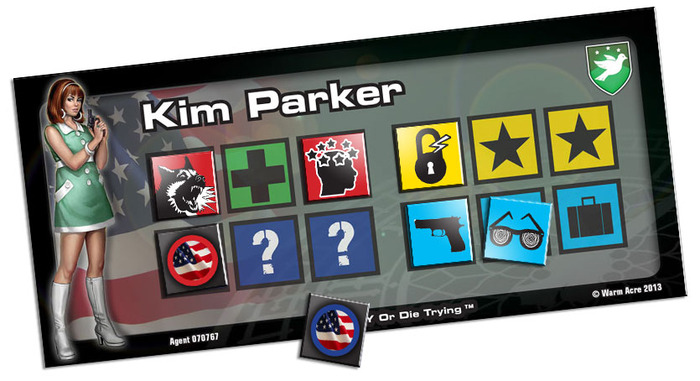 Kim Parker
? ?
Y Or Die Trying™
Agent 070767
© Warm Acre 2013